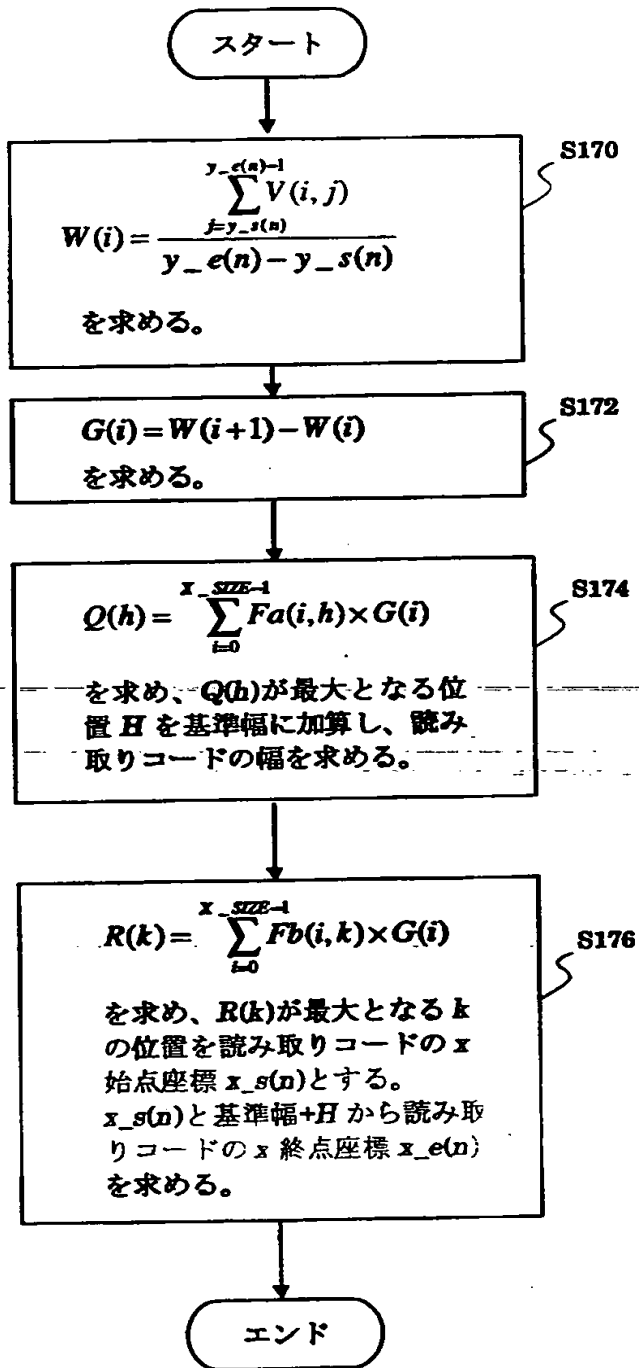 スタート
S170
W(i) = \frac{\sum_{j=y_s(n)}^{y_e(n)-1} V(i, j)}{y_e(n) - y_s(n)}
を求める。
S172
G(i) = W(i+1) - W(i)
を求める。
S174
Q(h) = \sum_{i=0}^{X_SIZE-1} Fa(i,h) × G(i)
を求め、Q(h)が最大となる位
置 H を基準幅に加算し、読み
取りコードの幅を求める。
S176
R(k) = \sum_{i=0}^{X_SIZE-1} Fb(i,k) × G(i)
を求め、R(k)が最大となる k
の位置を読み取りコードの x
始点座標 x_s(n)とする。
x_s(n)と基準幅+H から読み取
りコードの x 終点座標 x_e(n)
を求める。
エンド